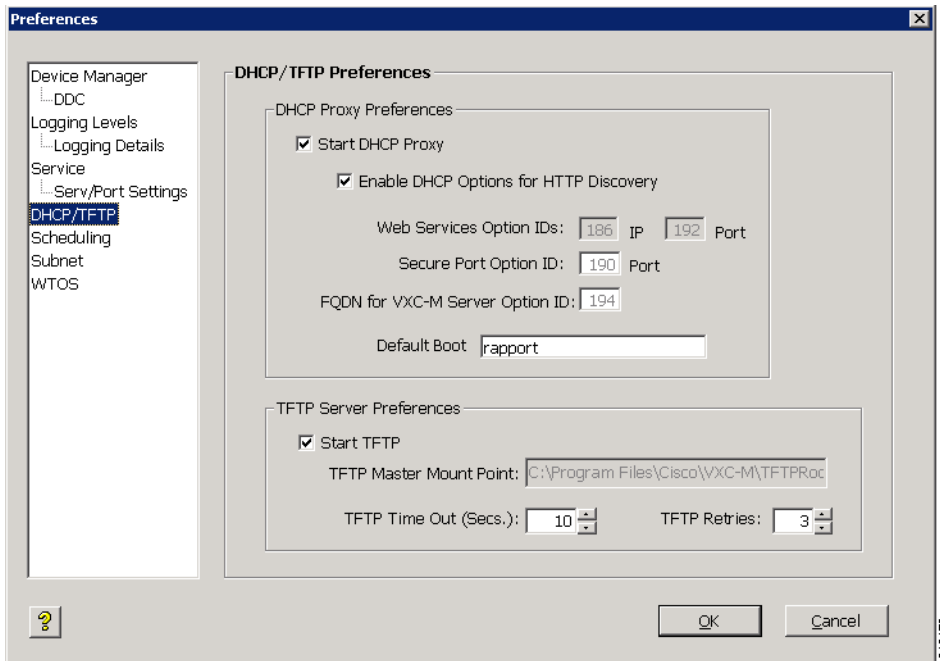 Preferences
Device Manager
DDC
Logging Levels
Logging Details
Service
Serv/Port Settings
DHCP/TFTP
Scheduling
Subnet
WTOS
DHCP/TFTP Preferences
DHCP Proxy Preferences
Start DHCP Proxy
Enable DHCP Options for HTTP Discovery
Web Services Option IDs: 186 IP 192 Port
Secure Port Option ID: 190 Port
FQDN for VXC-M Server Option ID: 194
Default Boot rapport
TFTP Server Preferences
Start TFTP
TFTP Master Mount Point: C:\Program Files\Cisco\VXC-M\TFTPRoo
TFTP Time Out (Secs.): 10 TFTP Retries: 3
? OK Cancel